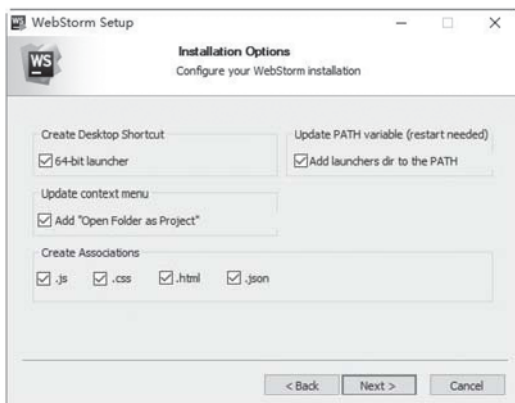 WebStorm Setup
WS
Installation Options
Configure your WebStorm installation
Create Desktop Shortcut
64-bit launcher
Update PATH variable (restart needed)
Add launchers dir to the PATH
Update context menu
Add "Open Folder as Project"
Create Associations
.js .css .html .json
< Back Next > Cancel